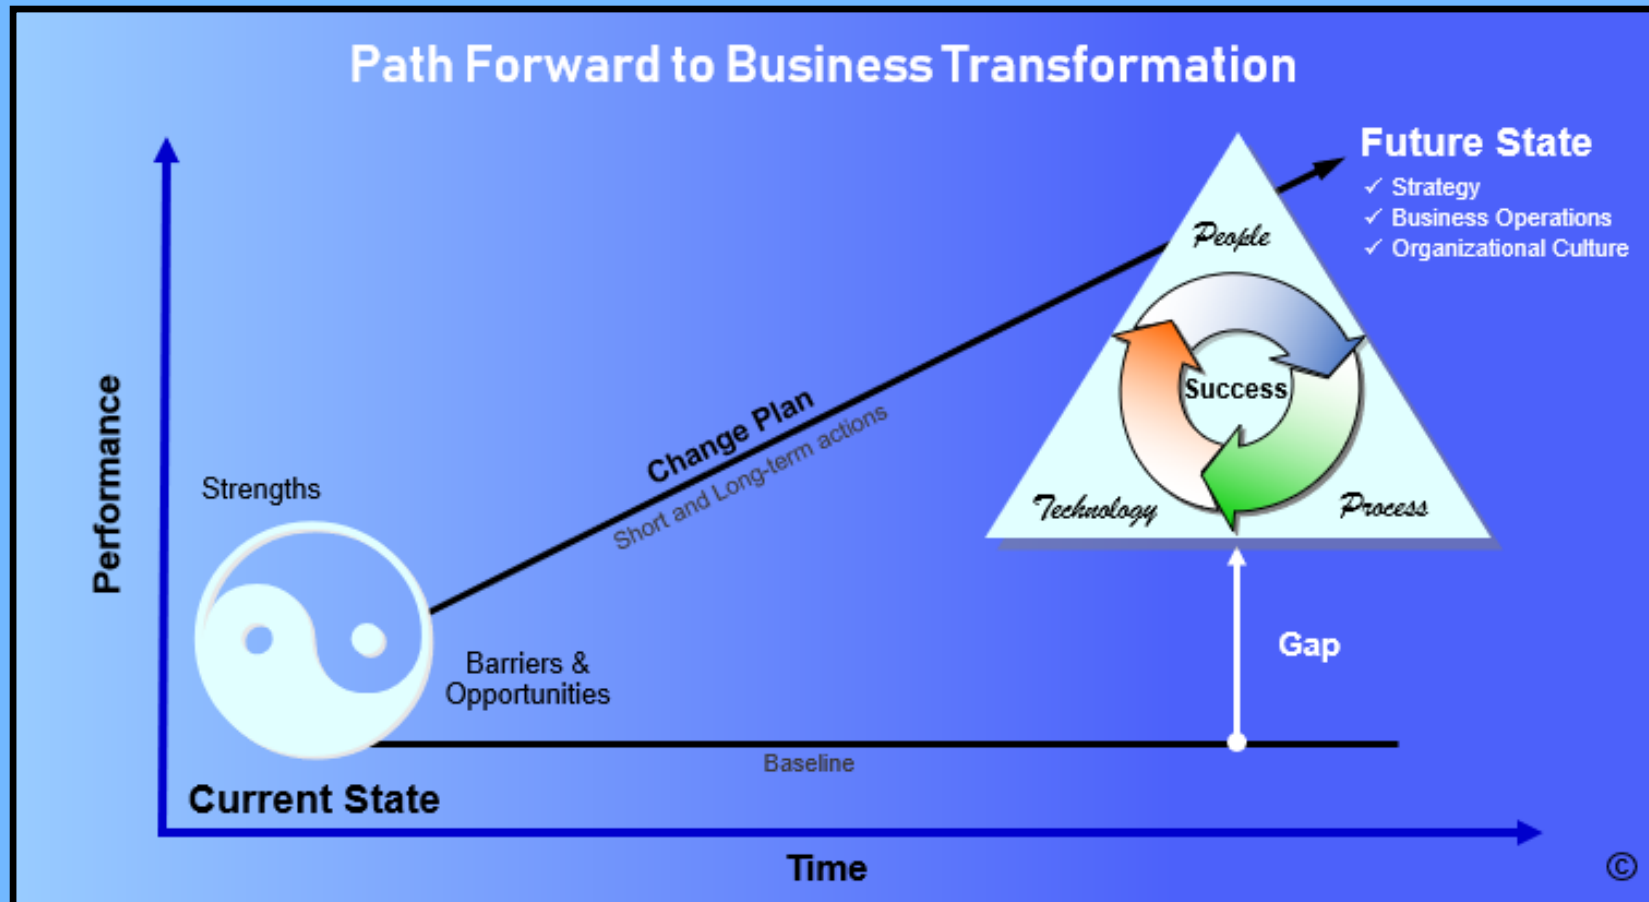 Path Forward to Business Transformation
Future State
✓ Strategy
✓ Business Operations
✓ Organizational Culture
People
Success
Technology
Process
Change Plan
Short and Long-term actions
Performance
Strengths
Barriers &
Opportunities
Gap
Baseline
Current State
Time
©